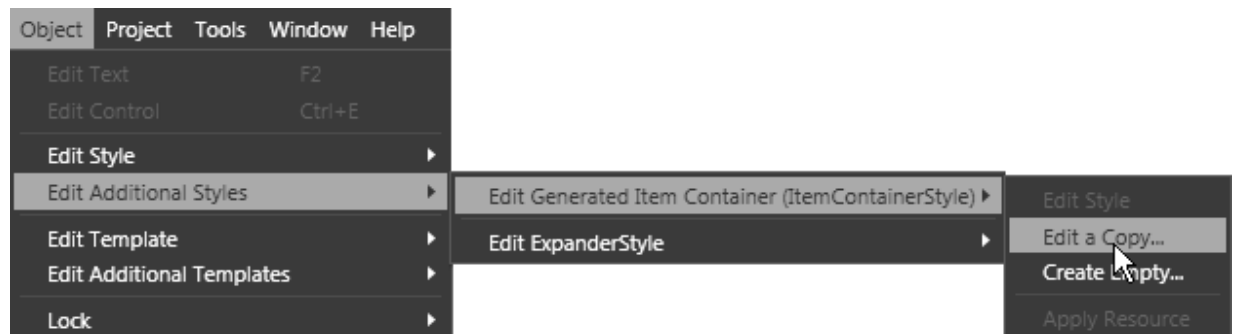 Object Project Tools Window Help
Edit Text F2
Edit Control Ctrl+E
Edit Style
Edit Additional Styles
Edit Template
Edit Additional Templates
Lock
Edit Generated Item Container (ItemContainerStyle)
Edit ExpanderStyle
Edit Style
Edit a Copy...
Create Empty...
Apply Resource